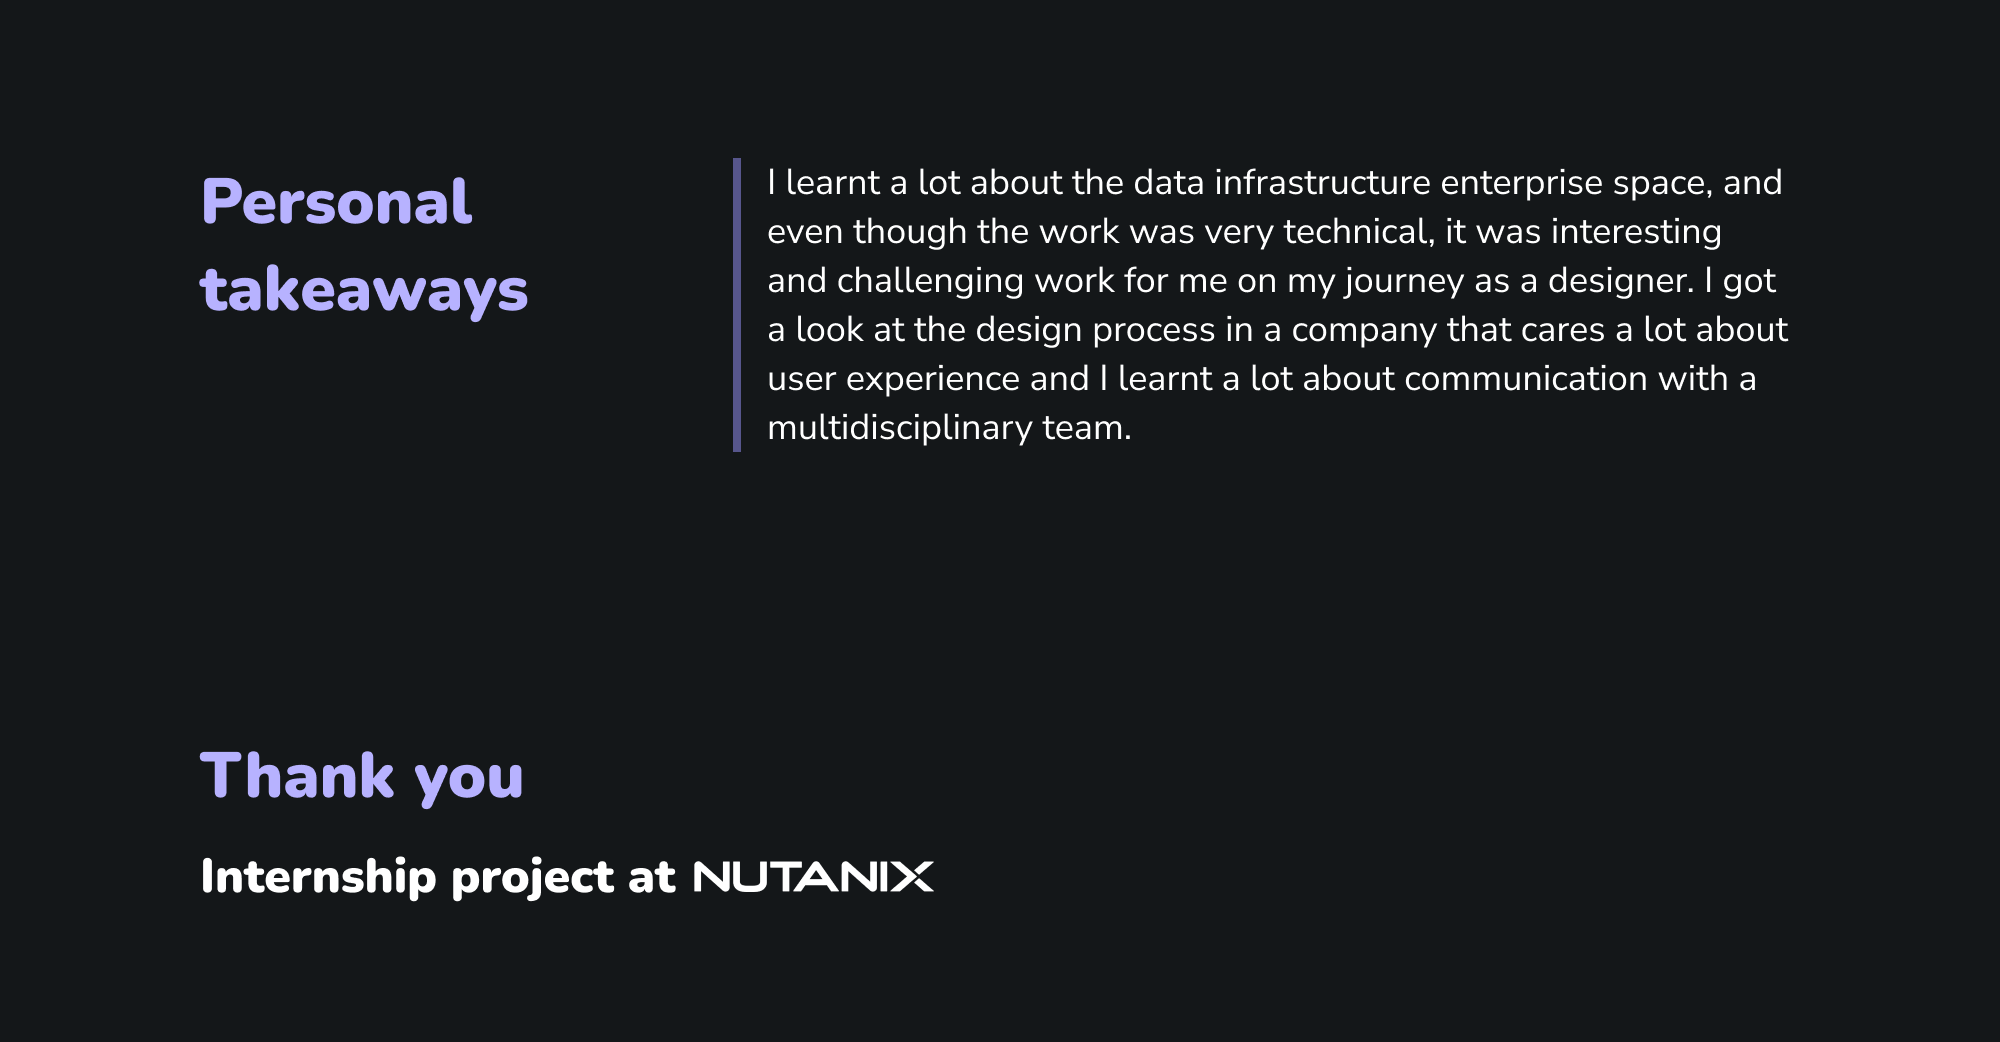 Personal
takeaways
I learnt a lot about the data infrastructure enterprise space, and
even though the work was very technical, it was interesting
and challenging work for me on my journey as a designer. I got
a look at the design process in a company that cares a lot about
user experience and I learnt a lot about communication with a
multidisciplinary team.
Thank you
Internship project at NUTANIX